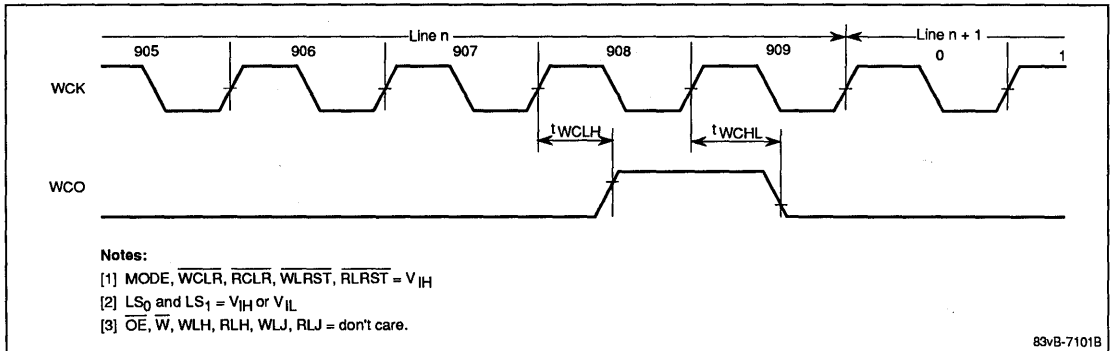 Line n
Line n + 1
905 906 907 908 909 0 1
WCK
tWCLH
tWCHL
WCO
Notes:
[1] MODE, WCLR, RCLR, WLRST, RLRST = VIH
[2] LS0 and LS1 = VIH or VIL
[3] OE, W, WLH, RLH, WLJ, RLJ = don't care.
83vB-7101B